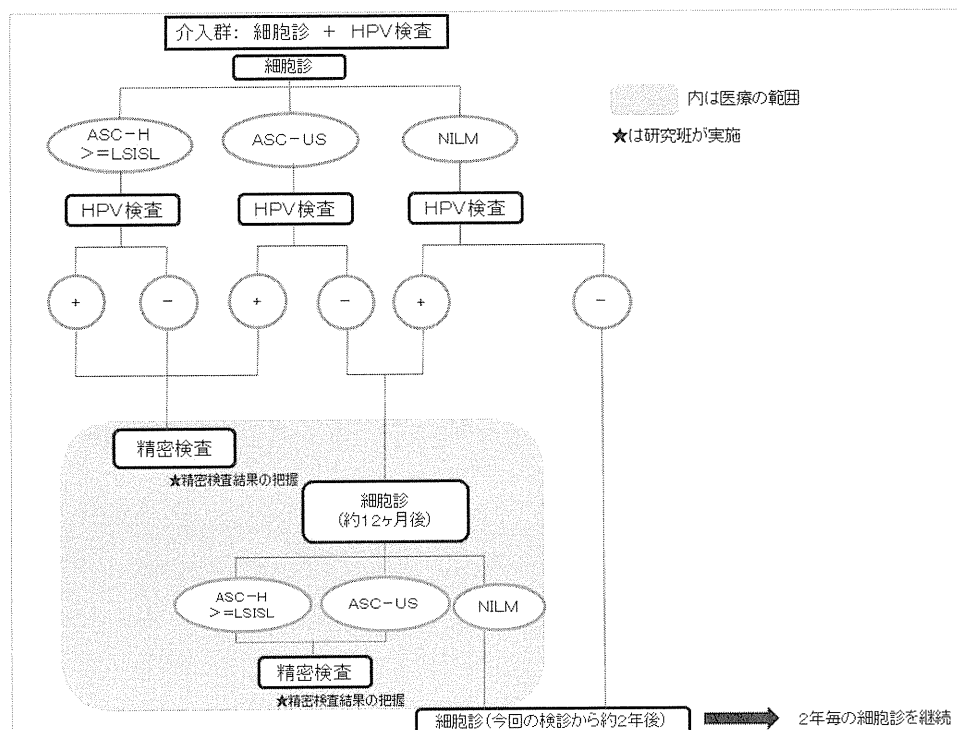 介入群: 細胞診 + HPV検査
細胞診
内は医療の範囲
★は研究班が実施
ASC-H
>=LSISL
ASC-US
NILM
HPV検査
HPV検査
HPV検査
+
-
+
-
+
-
精密検査
★精密検査結果の把握
細胞診
(約12ヶ月後)
ASC-H
>=LSISL
ASC-US
NILM
精密検査
★精密検査結果の把握
細胞診(今回の検診から約2年後)
2年毎の細胞診を継続